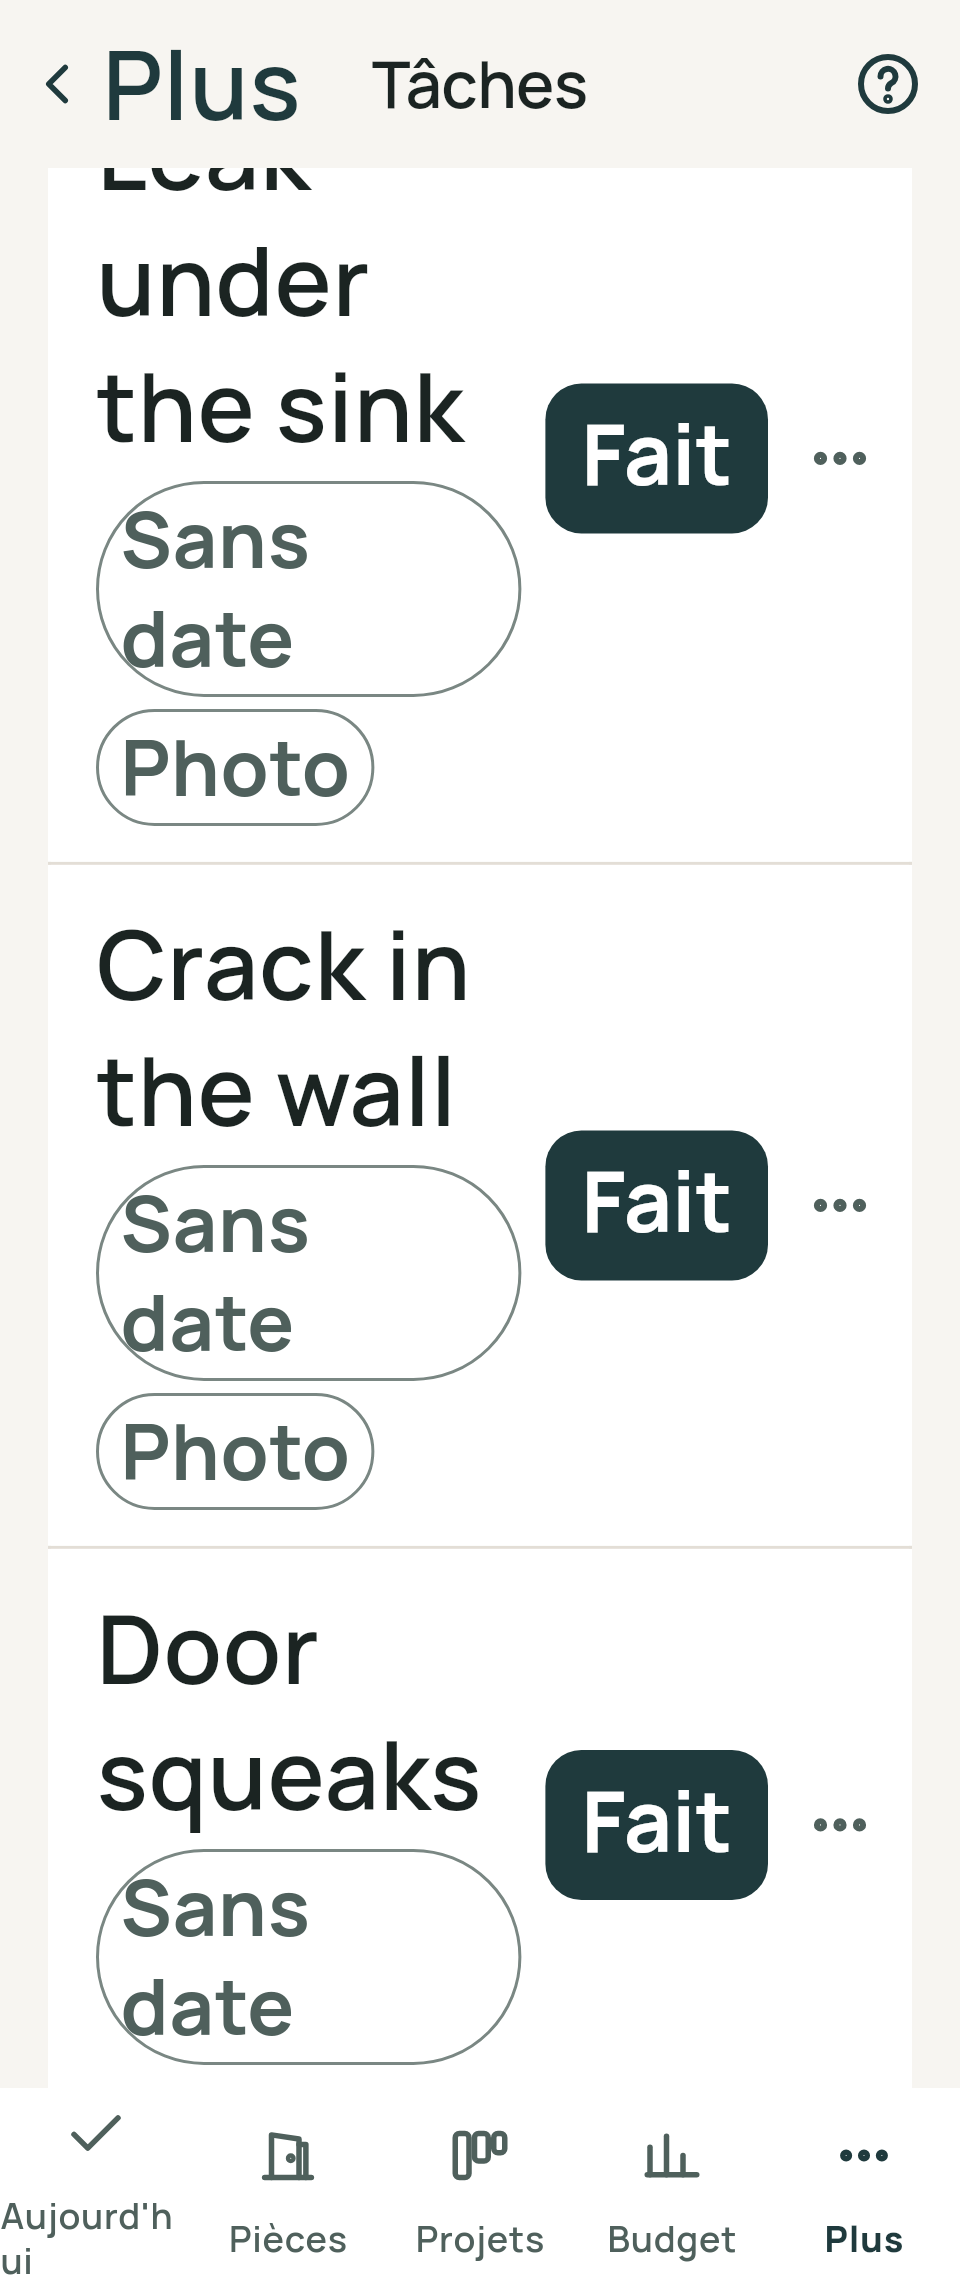 Plus Tâches
Leak
under
the sink
Fait
Sans
date
Photo
Crack in
the wall
Fait
Sans
date
Photo
Door
squeaks
Fait
Sans
date
Aujourd'h
ui
Pièces
Projets
Budget
Plus